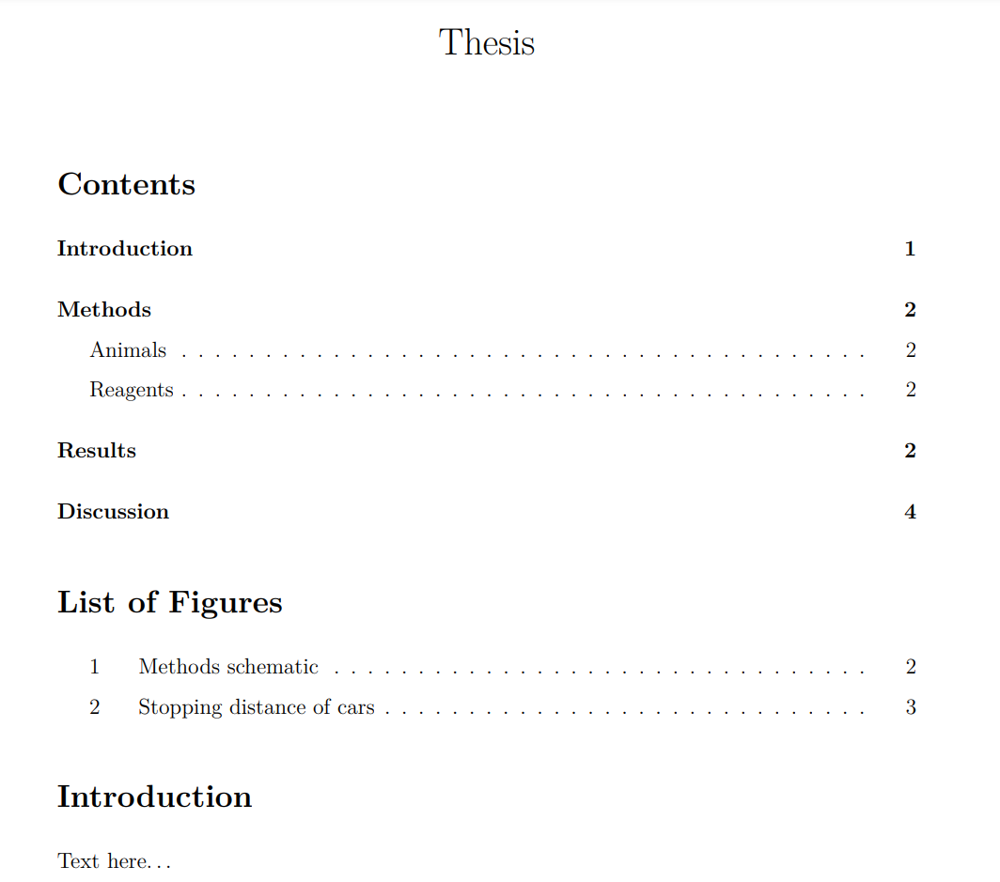 Thesis
Contents
Introduction 1
Methods 2
Animals . . . . . . . . . . . . . . . . . . . . . . . . . . . . . . . . . . . . . . . . . 2
Reagents . . . . . . . . . . . . . . . . . . . . . . . . . . . . . . . . . . . . . . . . . 2
Results 2
Discussion 4
List of Figures
1 Methods schematic . . . . . . . . . . . . . . . . . . . . . . . . . . . . . . . . 2
2 Stopping distance of cars . . . . . . . . . . . . . . . . . . . . . . . . . . . . . 3
Introduction
Text here. . .